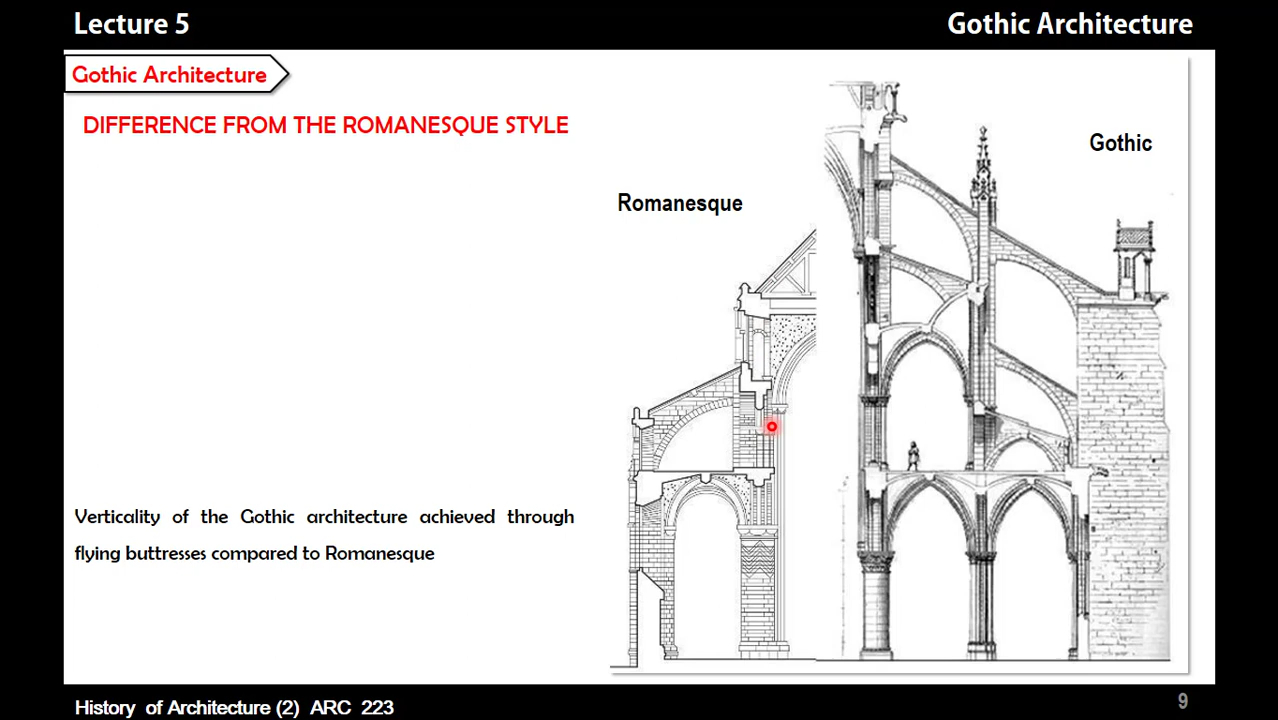 Lecture 5
Gothic Architecture
Gothic Architecture
DIFFERENCE FROM THE ROMANESQUE STYLE
Gothic
Romanesque
Verticality of the Gothic architecture achieved through
flying buttresses compared to Romanesque
9
History of Architecture (2) ARC 223